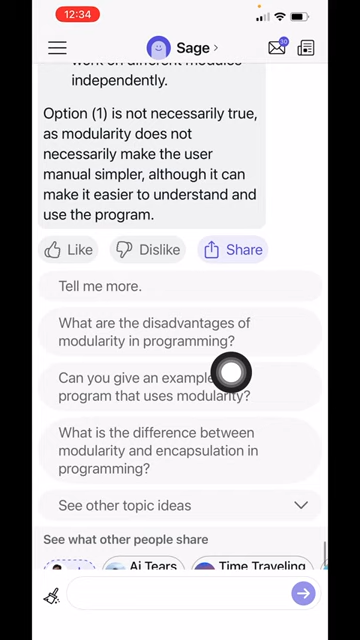 12:34
Sage
30
work on different modules
independently.
Option (1) is not necessarily true,
as modularity does not
necessarily make the user
manual simpler, although it can
make it easier to understand and
use the program.
Like
Dislike
Share
Tell me more.
What are the disadvantages of
modularity in programming?
Can you give an example
program that uses modularity?
What is the difference between
modularity and encapsulation in
programming?
See other topic ideas
See what other people share
Ai Tears
Time Traveling